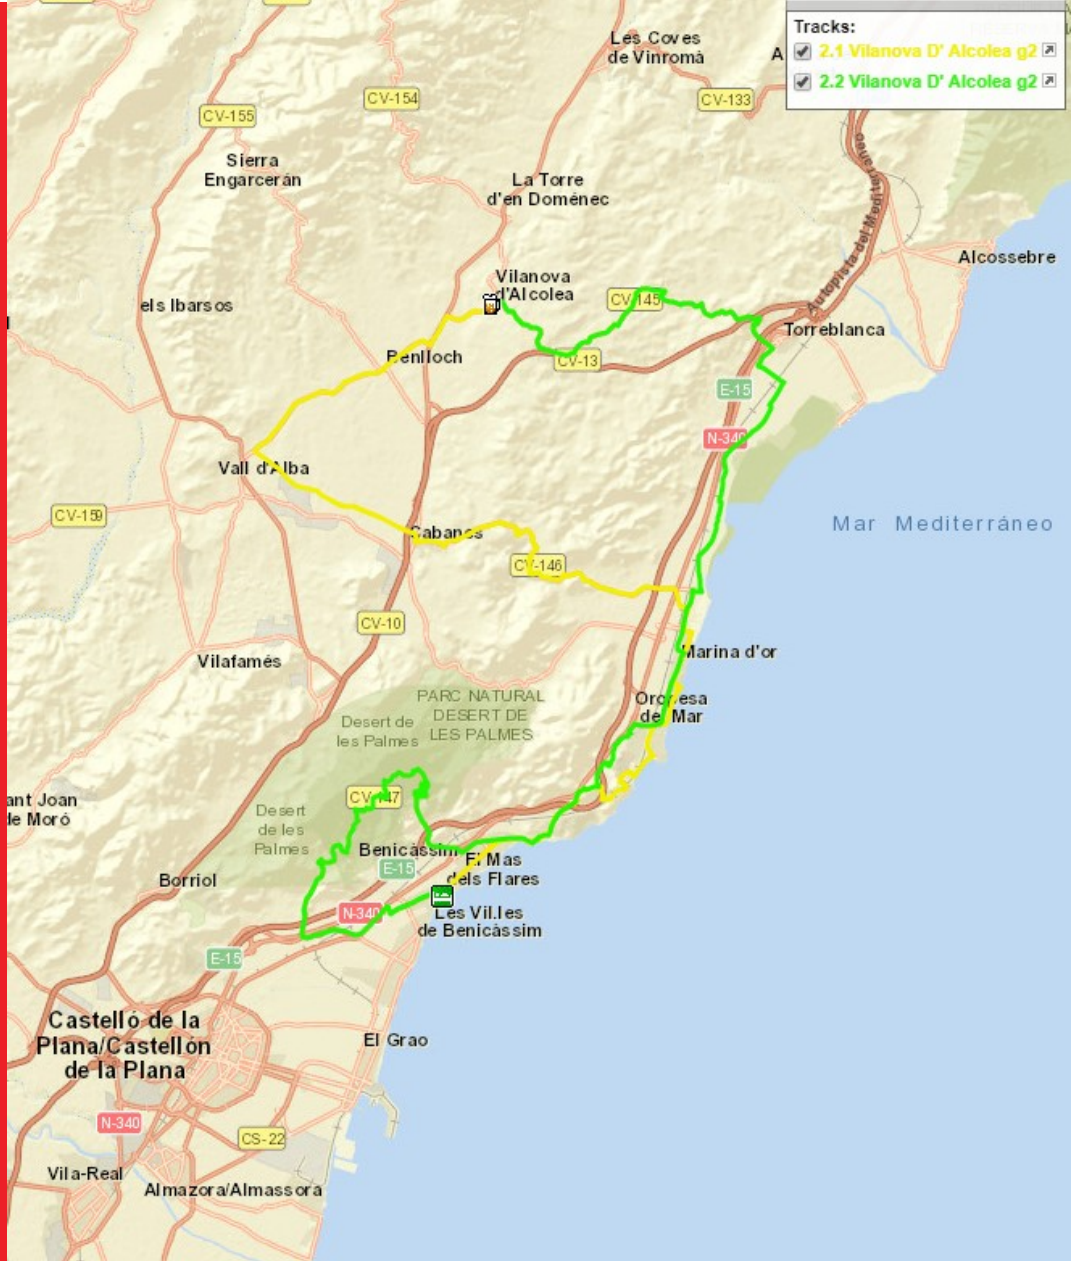 Tracks:
2.1 Vilanova D' Alcolea g2
2.2 Vilanova D' Alcolea g2
Les Coves
de Vinromà
A
CV-154
CV-133
CV-155
Sierra
Engarcerán
La Torre
d'en Doménec
Autopista del Mediterraneo
Alcossebre
Vilanova
d'Alcolea
els Ibarsos
CV-145
Torreblanca
Benlloch
CV-13
E-15
N-340
Vall d'Alba
CV-159
Mar Mediterráneo
Cabanes
CV-146
CV-10
Marina d'or
Vilafamés
PARC NATURAL
DESERT DE
LES PALMES
Oropesa
del Mar
Desert de
les Palmes
CV-147
ant Joan
de Moró
Desert
de les
Palmes
Benicàssim
El Mas
dels Flares
E-15
Borriol
N-340
Les Vil.les
de Benicàssim
E-15
Castelló de la
Plana/Castellón
de la Plana
El Grao
N-340
CS-22
Vila-Real
Almazora/Almassora